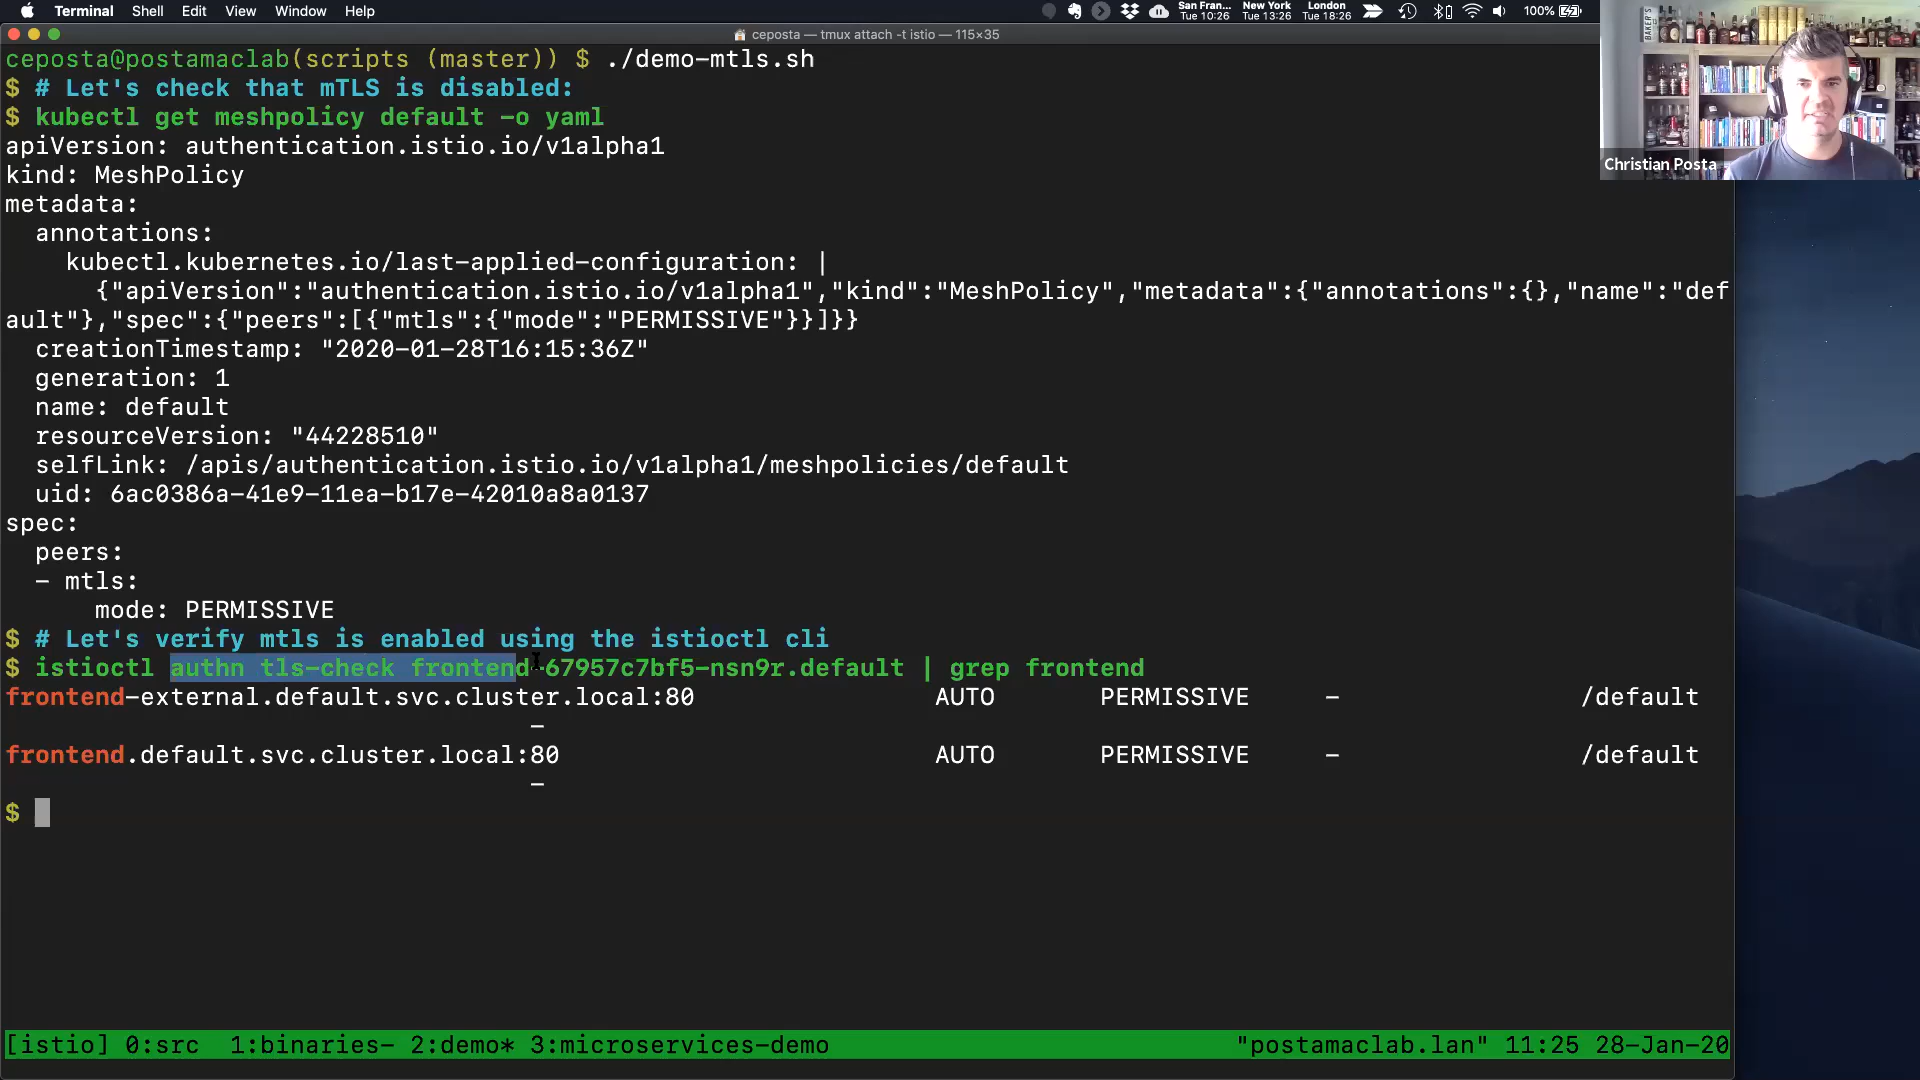 Terminal Shell Edit View Window Help
San Fran... New York London
Tue 10:26 Tue 13:26 Tue 18:26 100%
ceposta — tmux attach -t istio — 115×35
ceposta@postamaclab(scripts (master)) $ ./demo-mtls.sh
$ # Let's check that mTLS is disabled:
$ kubectl get meshpolicy default -o yaml
apiVersion: authentication.istio.io/v1alpha1
kind: MeshPolicy
metadata:
  annotations:
    kubectl.kubernetes.io/last-applied-configuration: |
      {"apiVersion":"authentication.istio.io/v1alpha1","kind":"MeshPolicy","metadata":{"annotations":{},"name":"def
ault"},"spec":{"peers":[{"mtls":{"mode":"PERMISSIVE"}}]}}
  creationTimestamp: "2020-01-28T16:15:36Z"
  generation: 1
  name: default
  resourceVersion: "44228510"
  selfLink: /apis/authentication.istio.io/v1alpha1/meshpolicies/default
  uid: 6ac0386a-41e9-11ea-b17e-42010a8a0137
spec:
  peers:
  - mtls:
      mode: PERMISSIVE
$ # Let's verify mtls is enabled using the istioctl cli
$ istioctl authn tls-check frontend-67957c7bf5-nsn9r.default | grep frontend
frontend-external.default.svc.cluster.local:80                AUTO       PERMISSIVE     -                /default
                                   -
frontend.default.svc.cluster.local:80                         AUTO       PERMISSIVE     -                /default
                                   -
$
[istio] 0:src  1:binaries- 2:demo* 3:microservices-demo "postamaclab.lan" 11:25 28-Jan-20
BAKER'S
Christian Posta